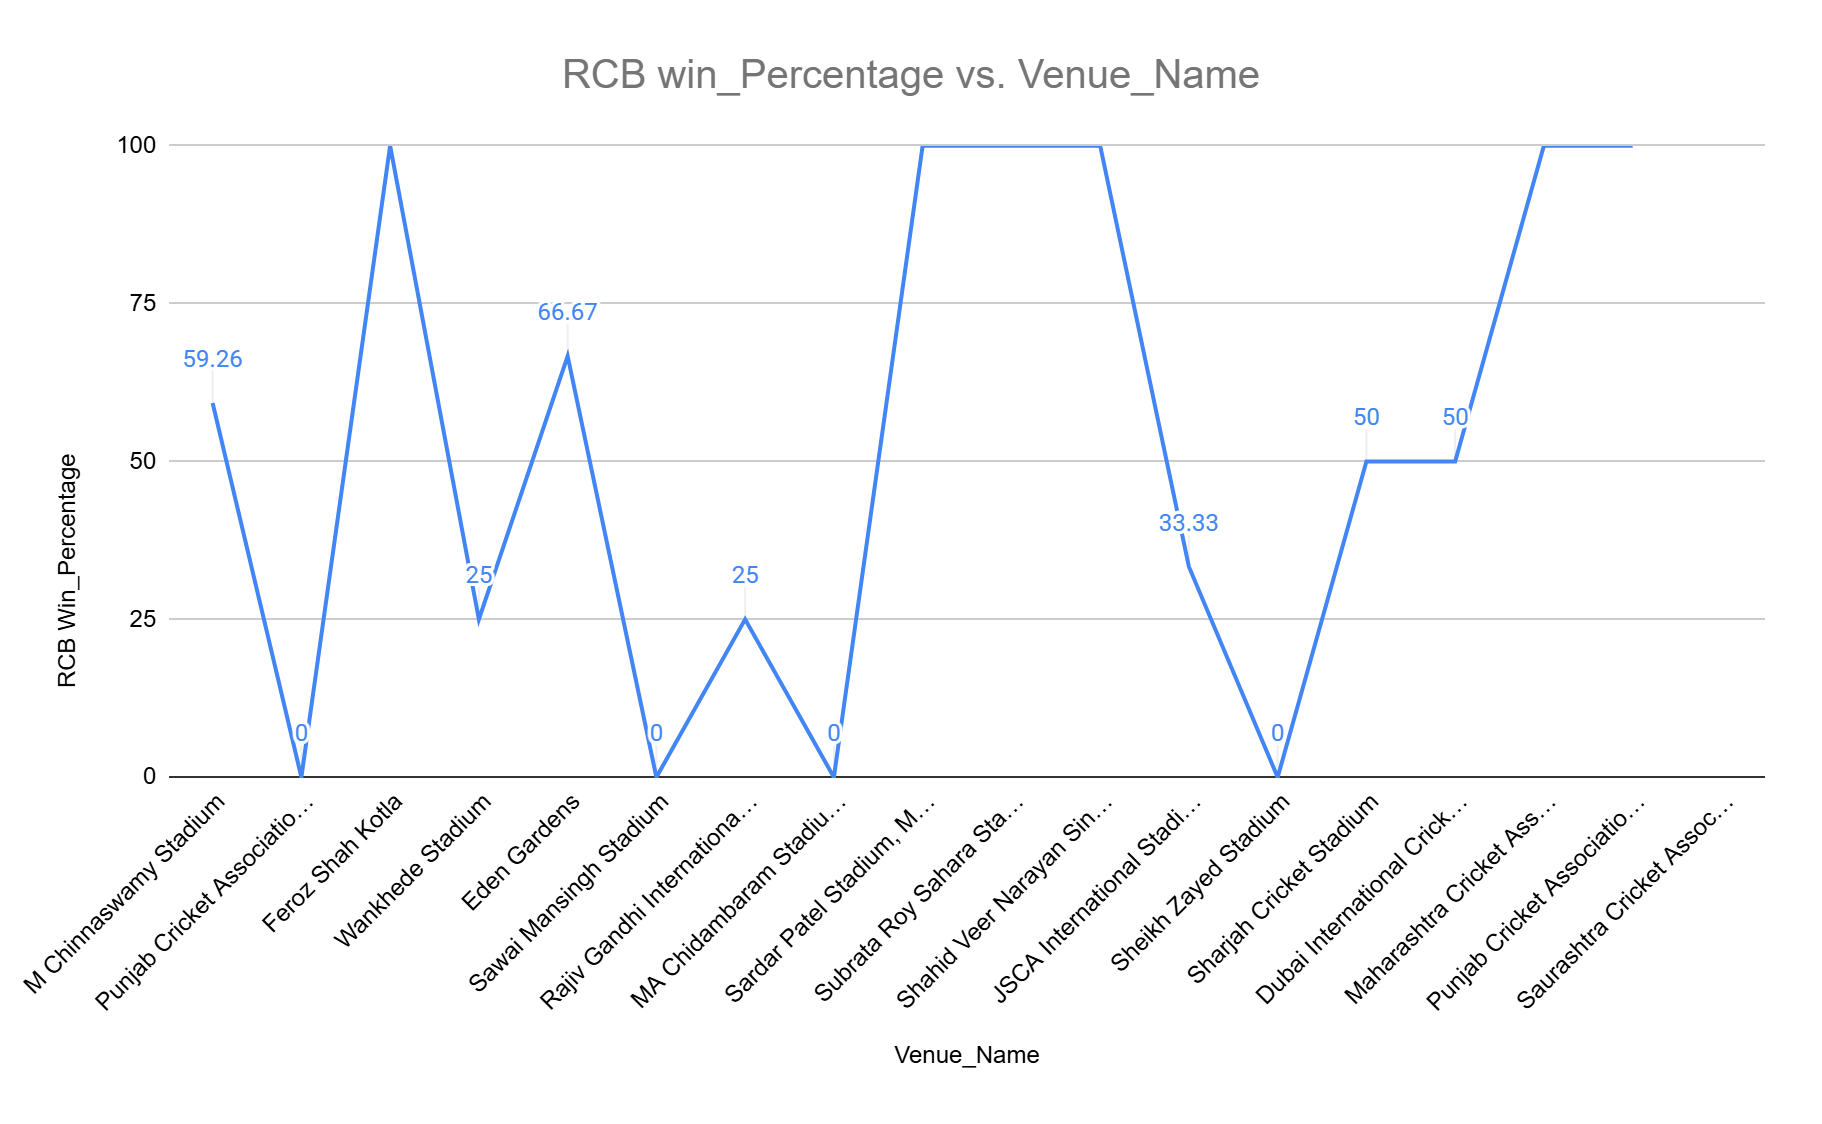 RCB win_Percentage vs. Venue_Name
100
75
50
25
0
RCB Win_Percentage
59.26
0
25
66.67
0
25
0
33.33
0
50
50
M Chinnaswamy Stadium
Punjab Cricket Associatio...
Feroz Shah Kotla
Wankhede Stadium
Eden Gardens
Sawai Mansingh Stadium
Rajiv Gandhi Internationa...
MA Chidambaram Stadiu...
Sardar Patel Stadium, M...
Subrata Roy Sahara Sta...
Shahid Veer Narayan Sin...
JSCA International Stadi...
Sheikh Zayed Stadium
Sharjah Cricket Stadium
Dubai International Crick...
Maharashtra Cricket Ass...
Punjab Cricket Associatio...
Saurashtra Cricket Assoc...
Venue_Name